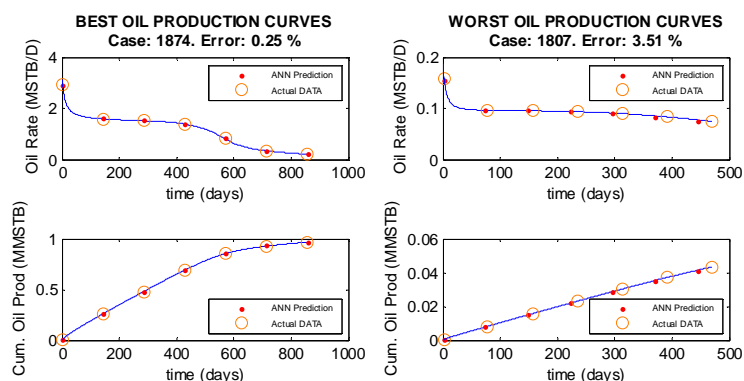 BEST OIL PRODUCTION CURVES
Case: 1874. Error: 0.25 %
Oil Rate (MSTB/D)
4
2
0
ANN Prediction
Actual DATA
0 200 400 600 800 1000
time (days)
WORST OIL PRODUCTION CURVES
Case: 1807. Error: 3.51 %
Oil Rate (MSTB/D)
0.2
0.1
0
ANN Prediction
Actual DATA
0 100 200 300 400 500
time (days)
Cum. Oil Prod (MMSTB)
1
0.5
0
ANN Prediction
Actual DATA
0 200 400 600 800 1000
time (days)
Cum. Oil Prod (MMSTB)
0.06
0.04
0.02
0
ANN Prediction
Actual DATA
0 100 200 300 400 500
time (days)